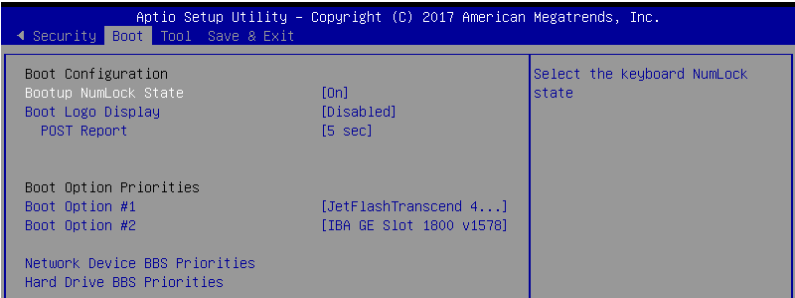 Aptio Setup Utility – Copyright (C) 2017 American Megatrends, Inc.
Security Boot Tool Save & Exit
Boot Configuration
Bootup NumLock State [On]
Boot Logo Display [Disabled]
POST Report [5 sec]
Boot Option Priorities
Boot Option #1 [JetFlashTranscend 4...]
Boot Option #2 [IBA GE Slot 1800 v1578]
Network Device BBS Priorities
Hard Drive BBS Priorities
Select the keyboard NumLock
state